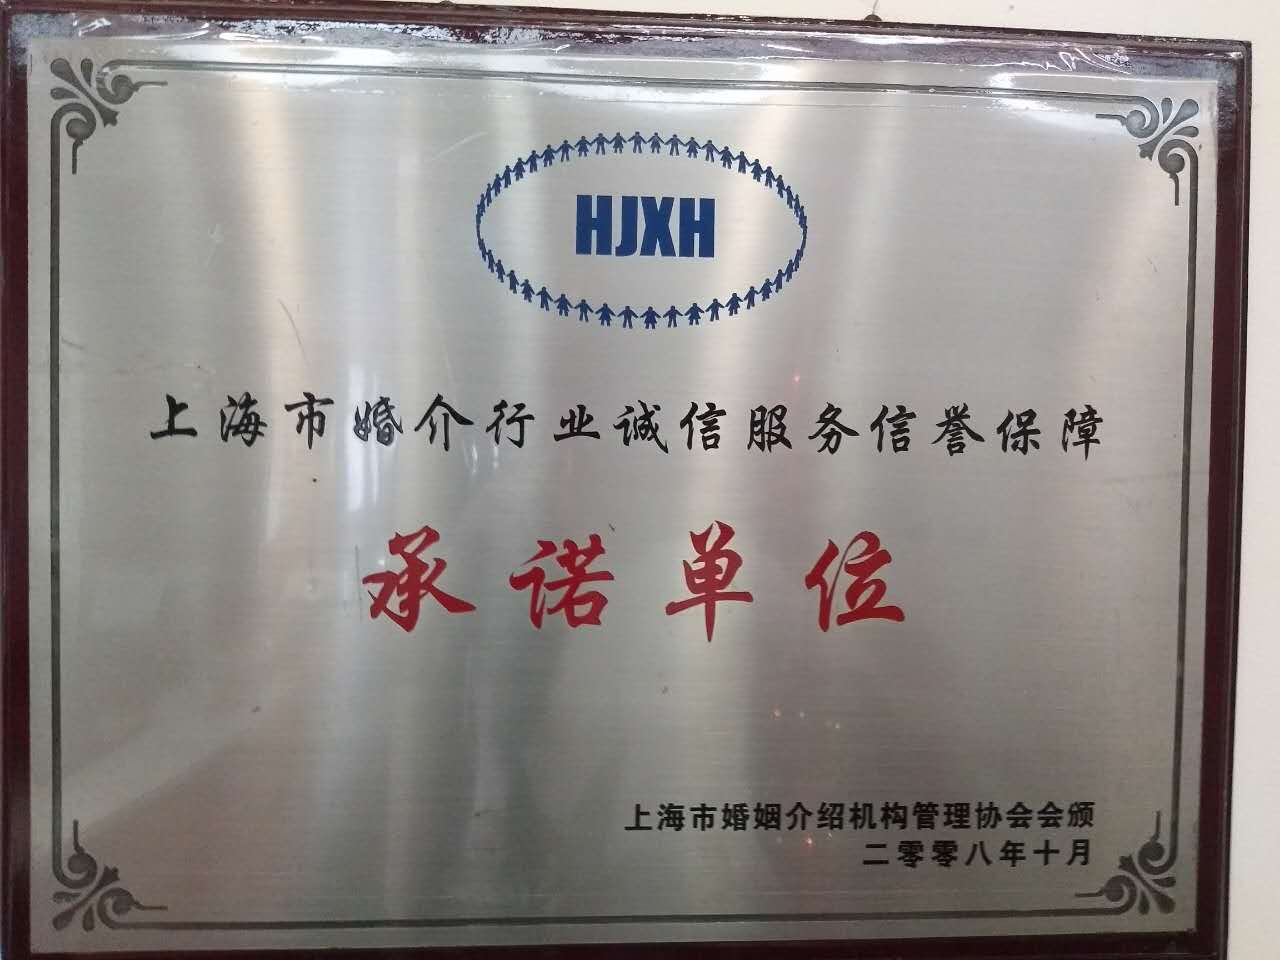 HJXH
上海市婚介行业诚信服务信誉保障
承诺单位
上海市婚姻介绍机构管理协会会颁
二零零八年十月